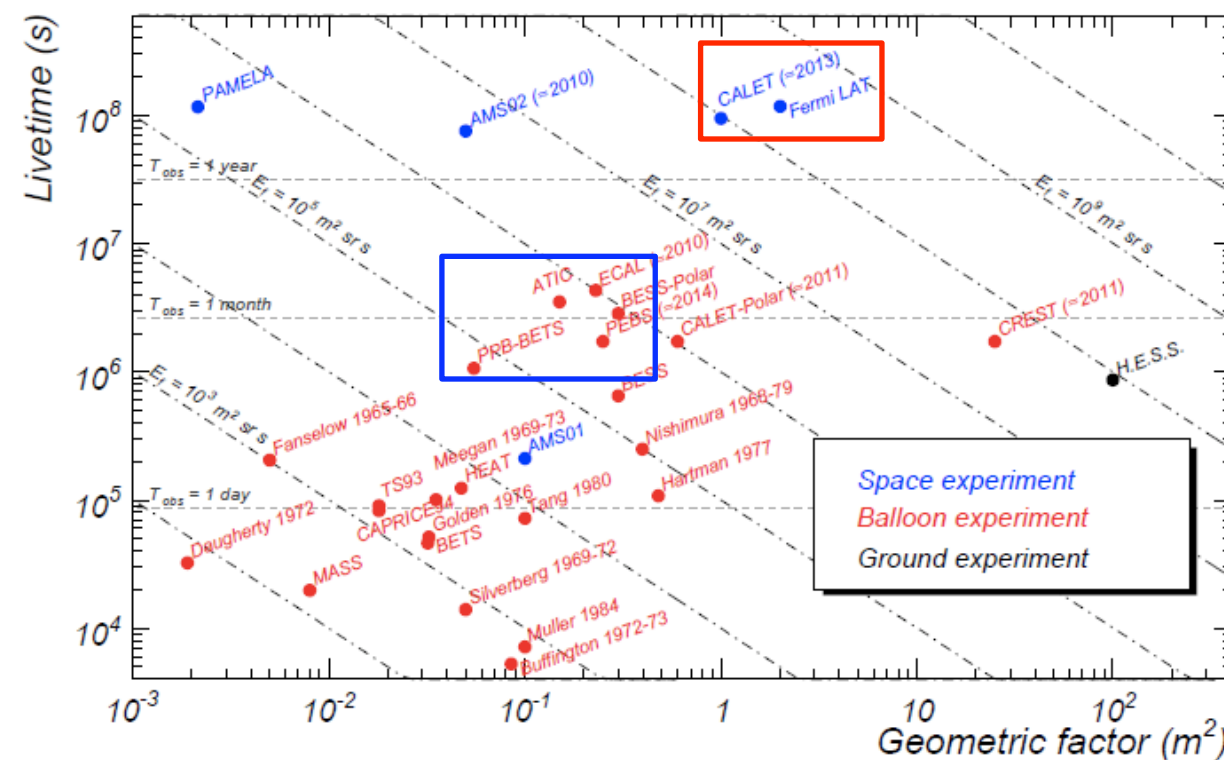 Livetime (s)
10^8
10^7
10^6
10^5
10^4
PAMELA
AMS02 (≈2010)
CALET (≈2013)
Fermi LAT
T_obs = 1 year
E_f = 10^5 m^2 sr s
E_f = 10^7 m^2 sr s
E_f = 10^9 m^2 sr s
ATIC
ECAL (≈2010)
BESS-Polar
PEBS (≈2014)
CALET-Polar (≈2011)
CREST (≈2011)
T_obs = 1 month
PRB-BETS
H.E.S.S.
BESS
E_f = 10^3 m^2 sr s
Fanselow 1965-66
Meegan 1969-73
AMS01
Nishimura 1968-79
HEAT
Hartman 1977
TS93
T_obs = 1 day
CAPRICE94
Golden 1976
Tang 1980
BETS
Daugherty 1972
MASS
Silverberg 1969-72
Muller 1984
Buffington 1972-73
Space experiment
Balloon experiment
Ground experiment
10^-3
10^-2
10^-1
1
10
10^2
Geometric factor (m^2)